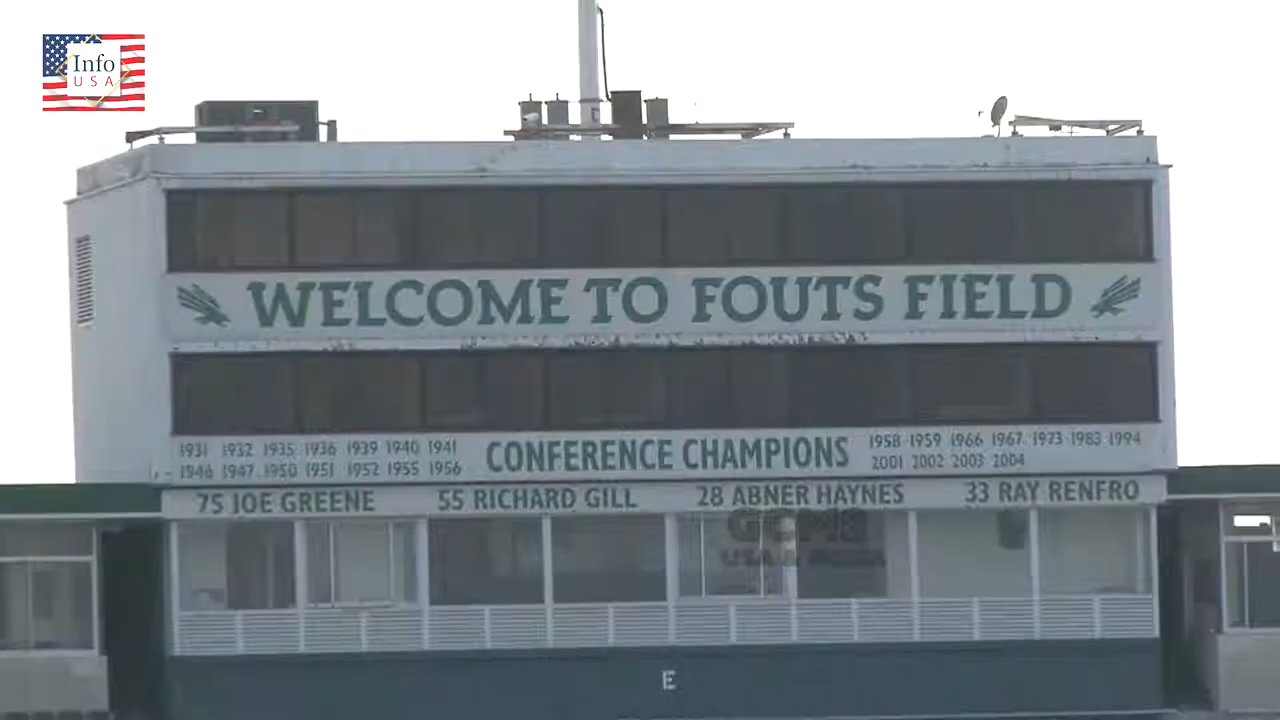 Info
USA
WELCOME TO FOUTS FIELD
1931 1932 1935 1936 1939 1940 1941
1946 1947 1950 1951 1952 1955 1956
CONFERENCE CHAMPIONS
1958 1959 1966 1967 1973 1983 1994
2001 2002 2003 2004
75 JOE GREENE 55 RICHARD GILL 28 ABNER HAYNES 33 RAY RENFRO
E